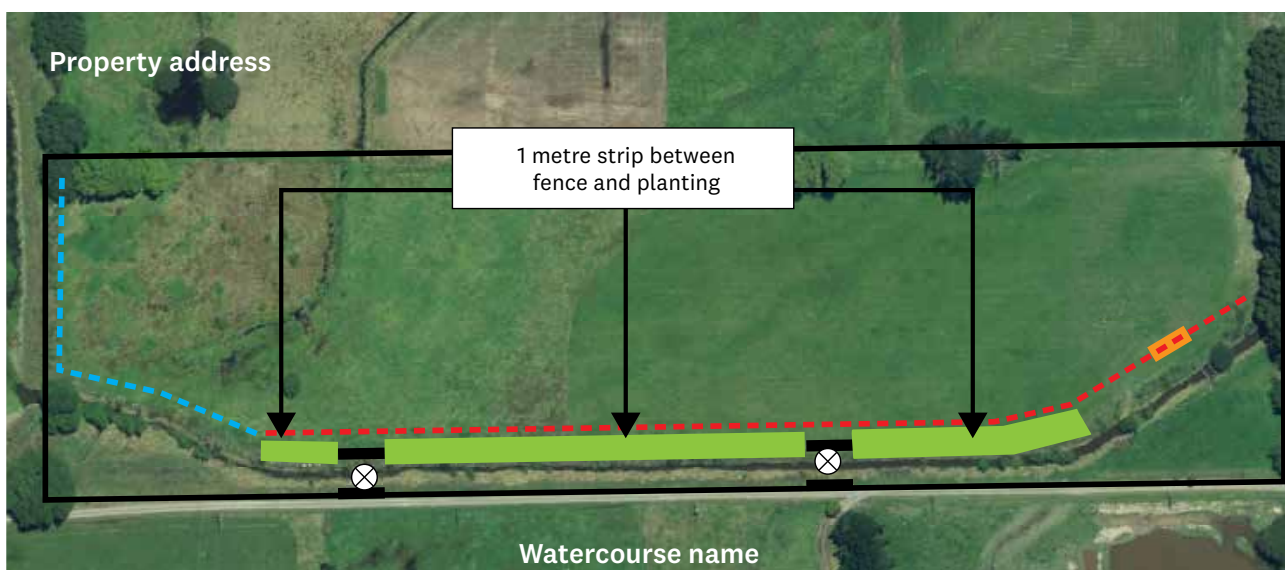 Property address
1 metre strip between
fence and planting
Watercourse name